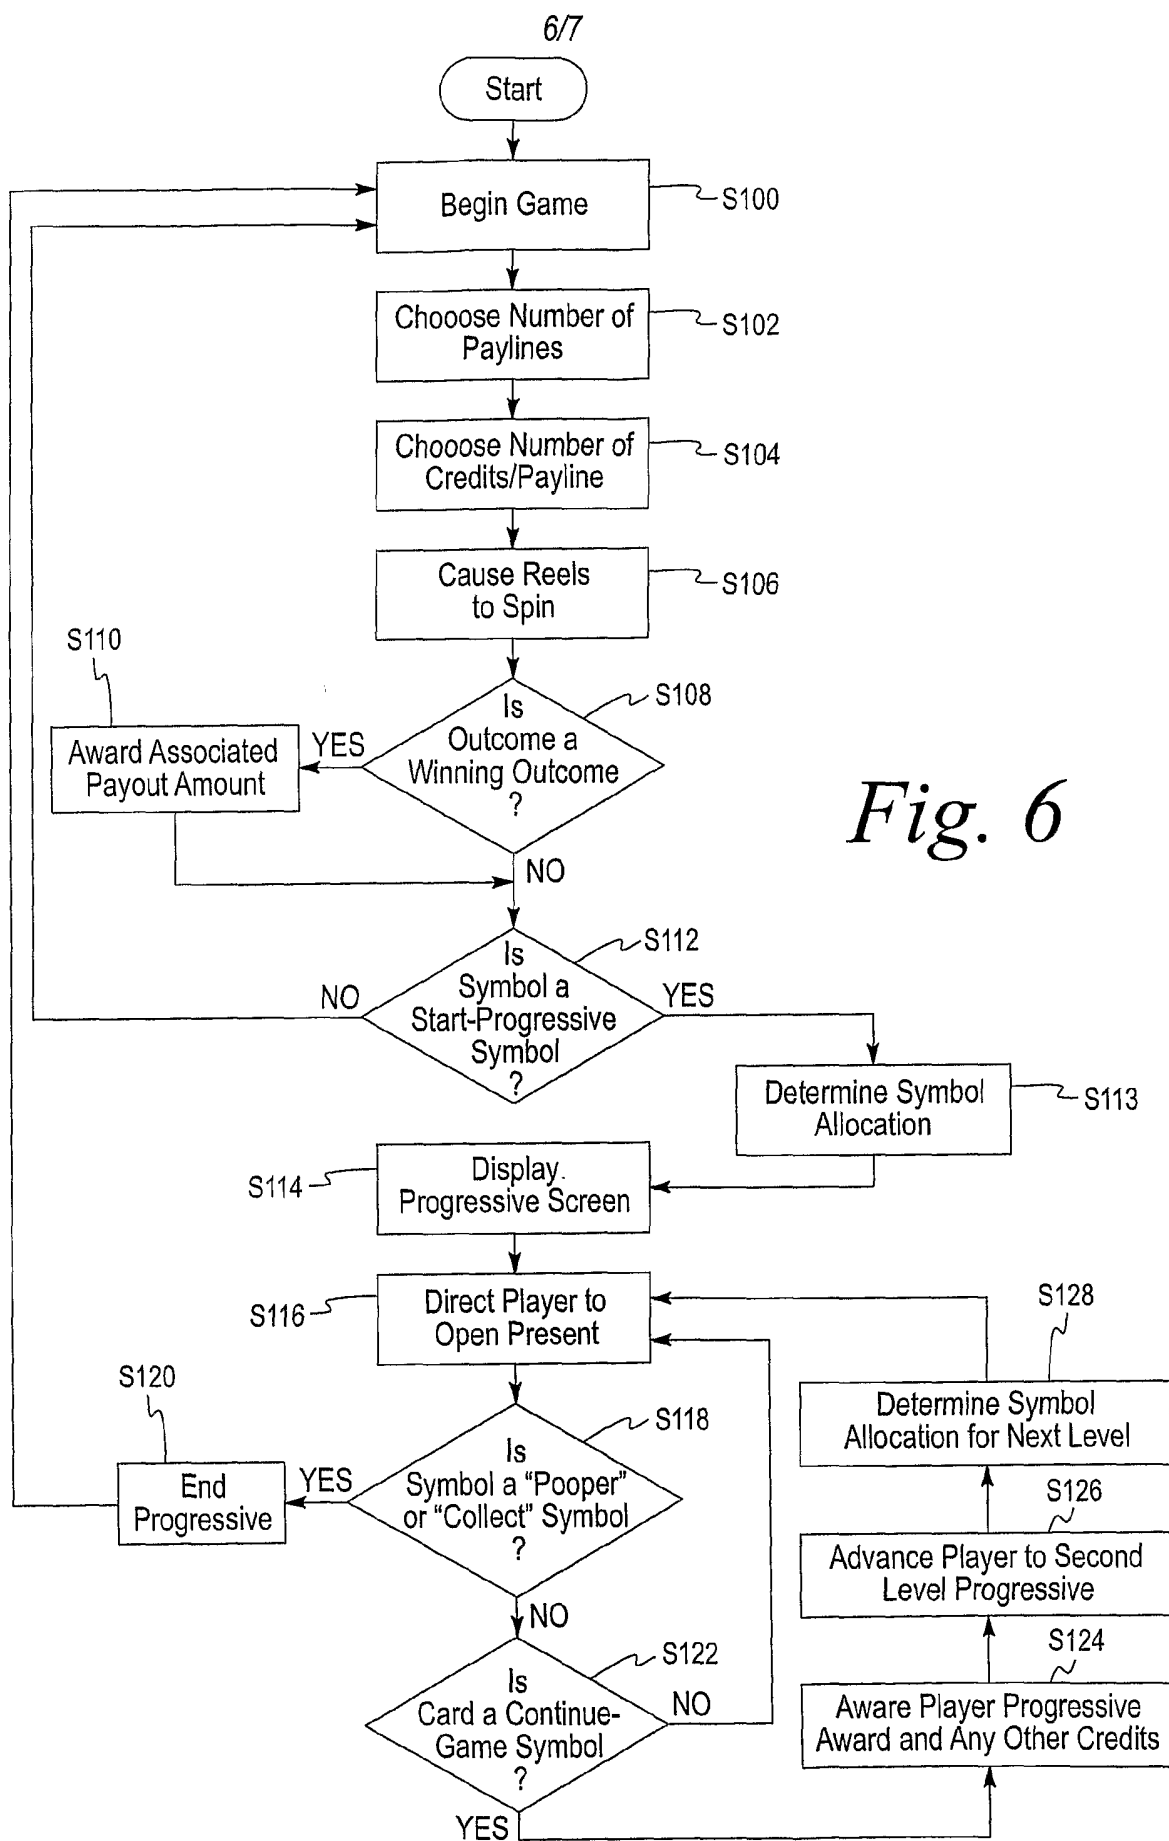 6/7
Start
Begin Game
S100
Chooose Number of
Paylines
S102
Chooose Number of
Credits/Payline
S104
Cause Reels
to Spin
S106
S110
Award Associated
Payout Amount
YES
Is
Outcome a
Winning Outcome
?
S108
Fig. 6
NO
Is
Symbol a
Start-Progressive
Symbol
?
S112
NO
YES
Determine Symbol
Allocation
S113
S114
Display.
Progressive Screen
S116
Direct Player to
Open Present
S128
Determine Symbol
Allocation for Next Level
S120
End
Progressive
YES
Is
Symbol a “Pooper”
or “Collect” Symbol
?
S118
S126
Advance Player to Second
Level Progressive
NO
Is
Card a Continue-
Game Symbol
?
S122
NO
S124
Aware Player Progressive
Award and Any Other Credits
YES